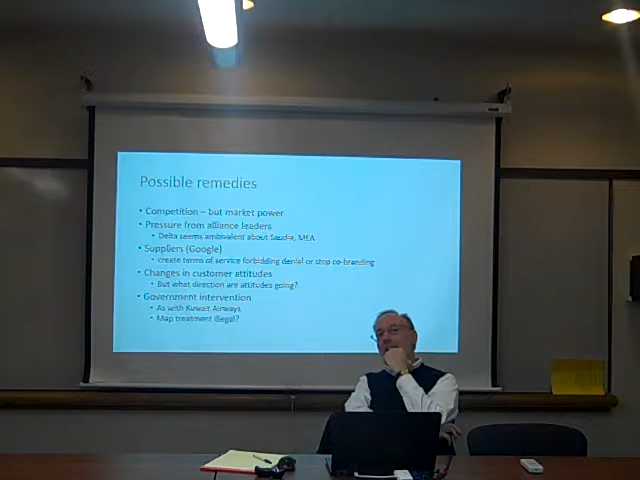 Possible remedies
• Competition – but market power
• Pressure from alliance leaders
• Delta seems ambivalent about Saudia, MEA
• Suppliers (Google)
• create terms of service forbidding denial or stop co-branding
• Changes in customer attitudes
• But what direction are attitudes going?
• Government intervention
• As with Kuwait Airways
• Map treatment illegal?